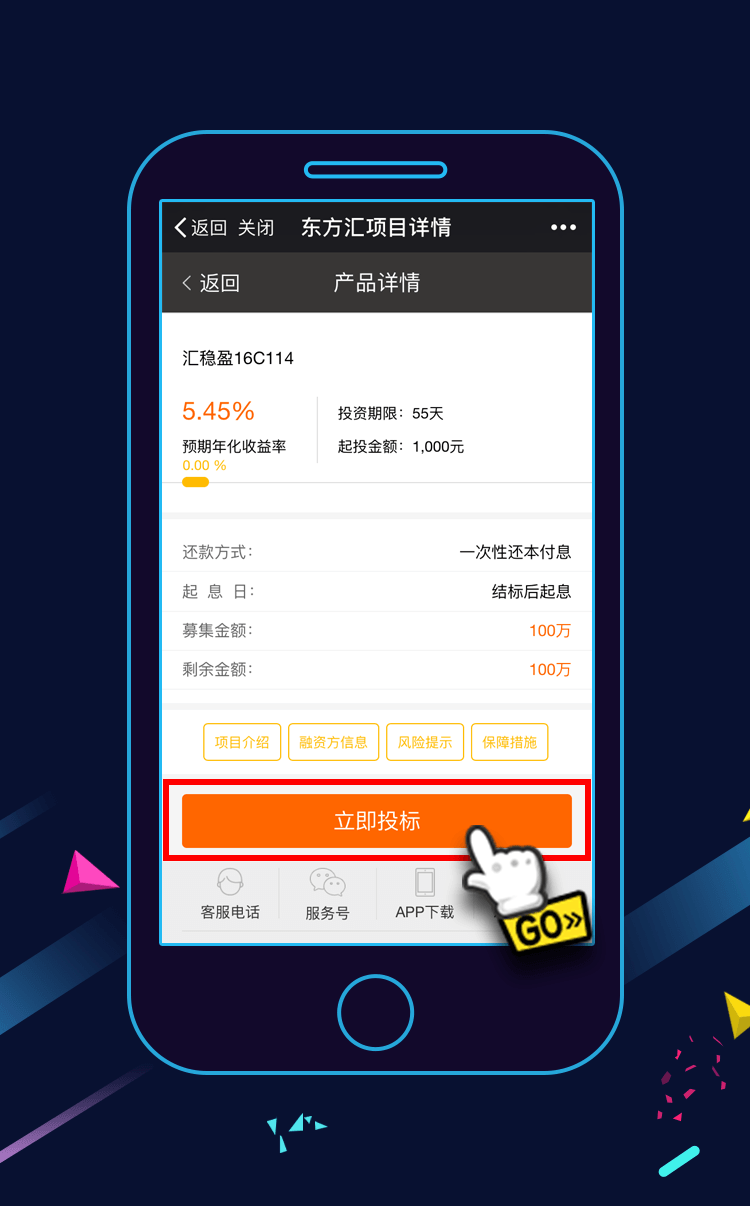 返回 关闭 东方汇项目详情
返回 产品详情
汇稳盈16C114
5.45%
预期年化收益率
投资期限：55天
起投金额：1,000元
0.00 %
还款方式： 一次性还本付息
起 息 日： 结标后起息
募集金额： 100万
剩余金额： 100万
项目介绍 融资方信息 风险提示 保障措施
立即投标
客服电话 服务号 APP下载
GO»